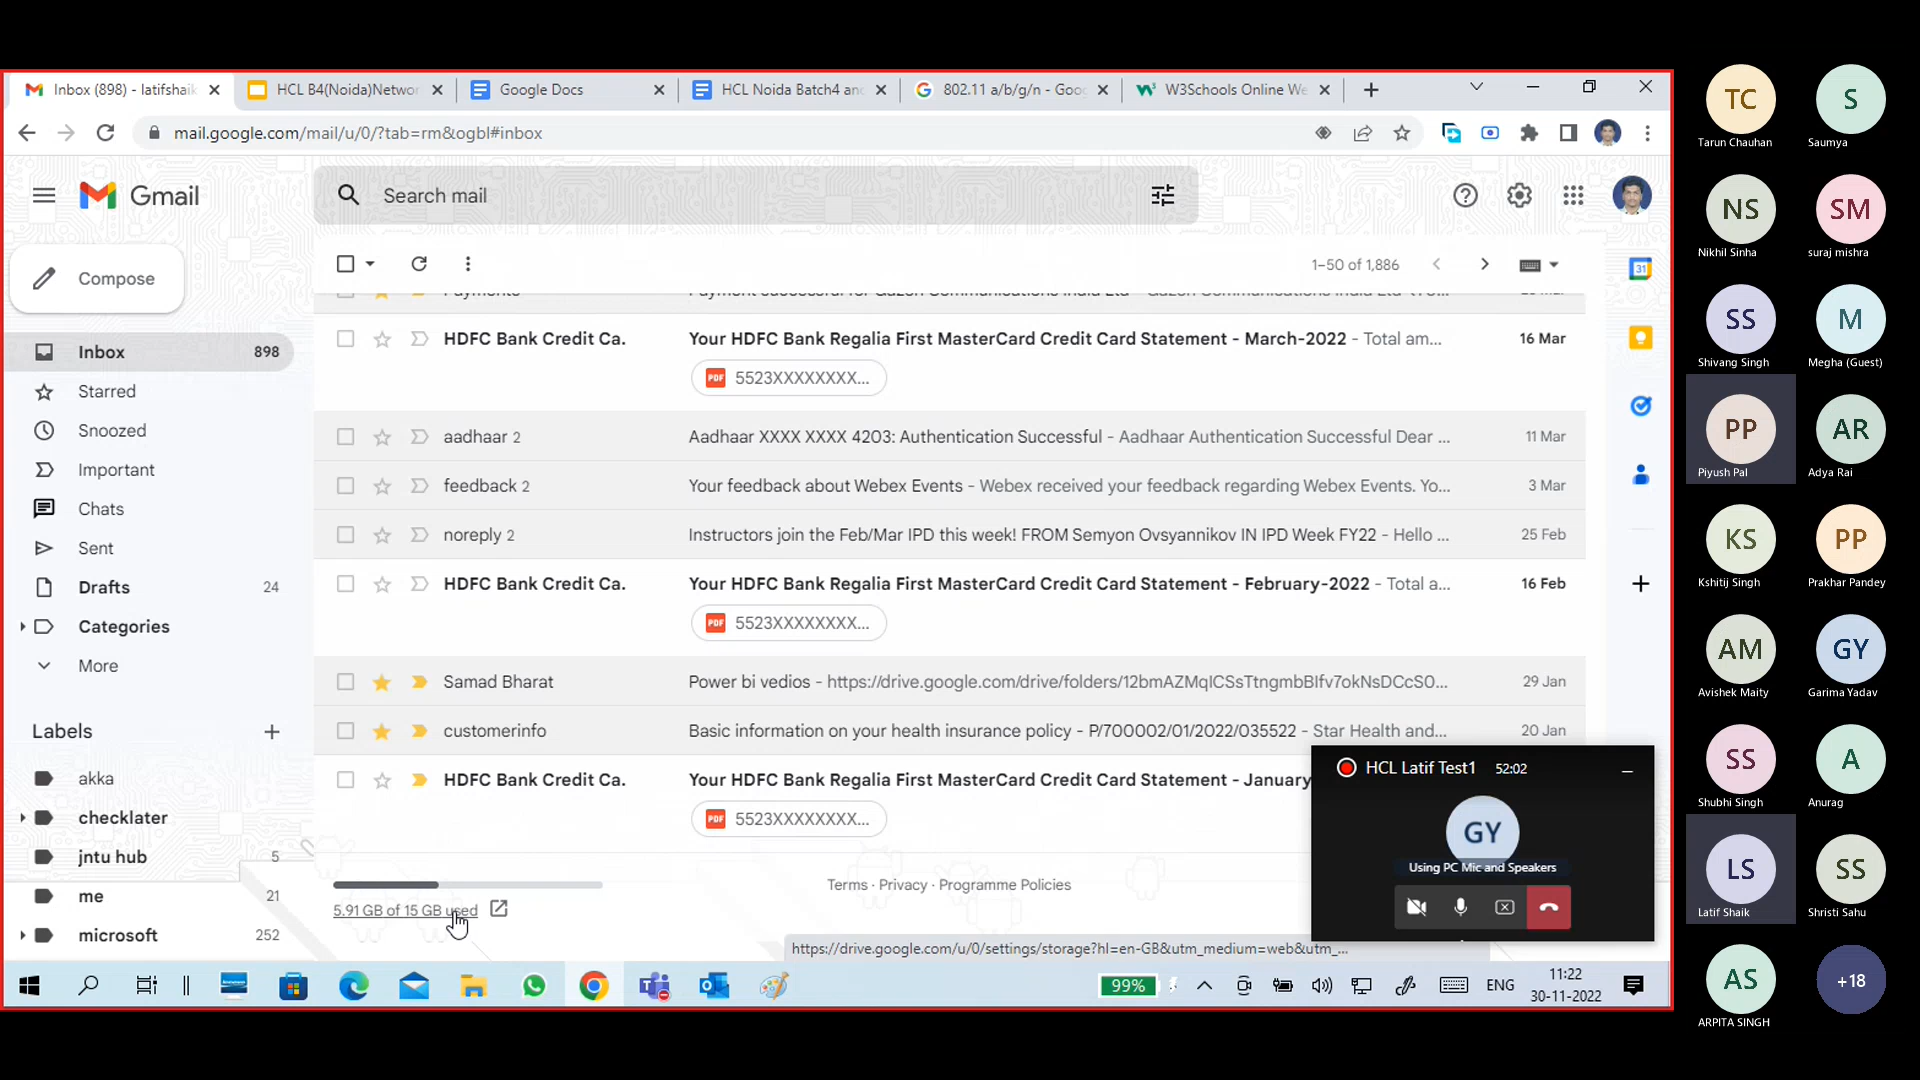 Inbox (898) - latifshaik
HCL B4(Noida)Networ
Google Docs
HCL Noida Batch4 and
802.11 a/b/g/n - Goo
W3Schools Online We
mail.google.com/mail/u/0/?tab=rm&ogbl#inbox
Gmail
Search mail
Compose
1–50 of 1,886
Inbox 898
Starred
Snoozed
Important
Chats
Sent
Drafts 24
Categories
More
Labels
akka
checklater
jntu hub 5
me 21
microsoft 252
HDFC Bank Credit Ca. Your HDFC Bank Regalia First MasterCard Credit Card Statement - March-2022 - Total am... 16 Mar
PDF 5523XXXXXXXX...
aadhaar 2 Aadhaar XXXX XXXX 4203: Authentication Successful - Aadhaar Authentication Successful Dear ... 11 Mar
feedback 2 Your feedback about Webex Events - Webex received your feedback regarding Webex Events. Yo... 3 Mar
noreply 2 Instructors join the Feb/Mar IPD this week! FROM Semyon Ovsyannikov IN IPD Week FY22 - Hello ... 25 Feb
HDFC Bank Credit Ca. Your HDFC Bank Regalia First MasterCard Credit Card Statement - February-2022 - Total a... 16 Feb
PDF 5523XXXXXXXX...
Samad Bharat Power bi vedios - https://drive.google.com/drive/folders/12bmAZMqICSsTtngmbBIfv7okNsDCcS0... 29 Jan
customerinfo Basic information on your health insurance policy - P/700002/01/2022/035522 - Star Health and... 20 Jan
HDFC Bank Credit Ca. Your HDFC Bank Regalia First MasterCard Credit Card Statement - January
PDF 5523XXXXXXXX...
5.91 GB of 15 GB used
Terms · Privacy · Programme Policies
https://drive.google.com/u/0/settings/storage?hl=en-GB&utm_medium=web&utm_...
31
HCL Latif Test1 52:02
GY
Using PC Mic and Speakers
99%
ENG
11:22
30-11-2022
TC S
Tarun Chauhan Saumya
NS SM
Nikhil Sinha suraj mishra
SS M
Shivang Singh Megha (Guest)
PP AR
Piyush Pal Adya Rai
KS PP
Kshitij Singh Prakhar Pandey
AM GY
Avishek Maity Garima Yadav
SS A
Shubhi Singh Anurag
LS SS
Latif Shaik Shristi Sahu
AS +18
ARPITA SINGH